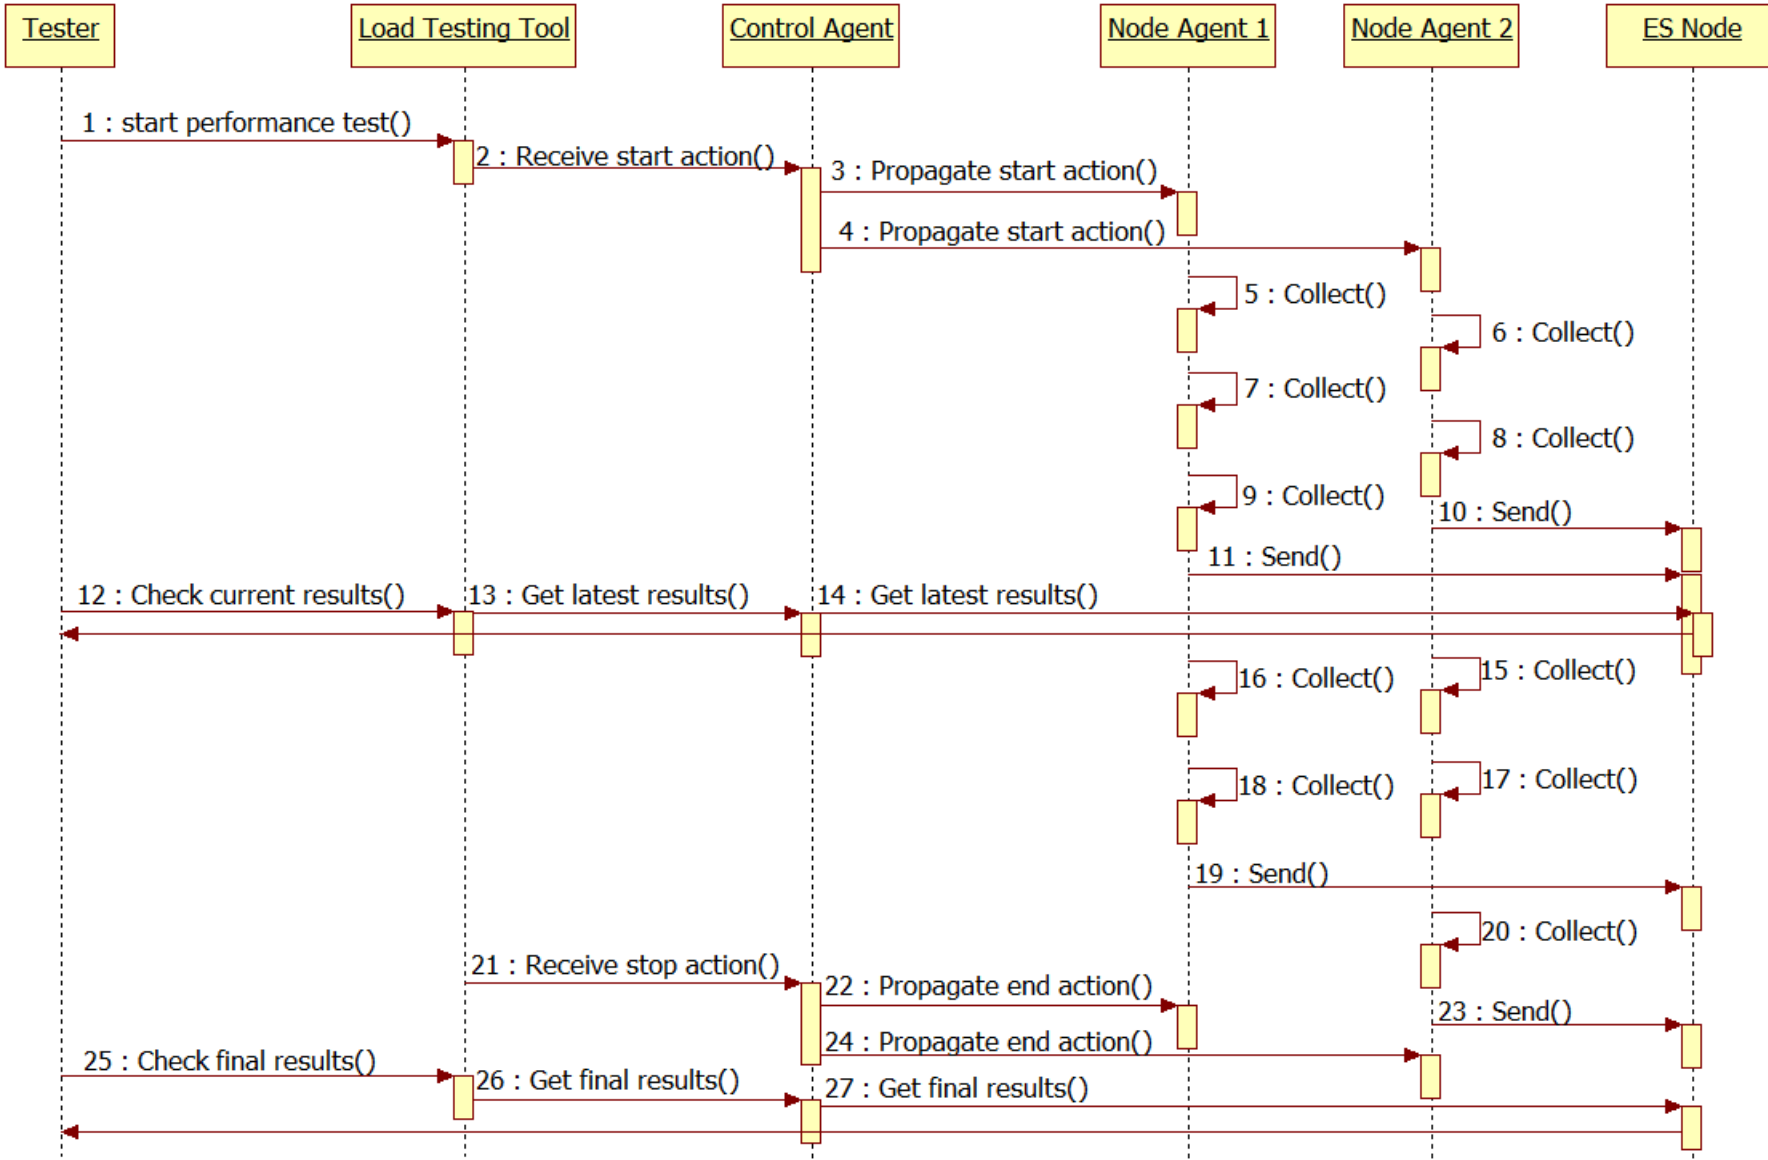 Tester
Load Testing Tool
Control Agent
Node Agent 1
Node Agent 2
ES Node
1 : start performance test()
2 : Receive start action()
3 : Propagate start action()
4 : Propagate start action()
5 : Collect()
6 : Collect()
7 : Collect()
8 : Collect()
9 : Collect()
10 : Send()
11 : Send()
12 : Check current results()
13 : Get latest results()
14 : Get latest results()
16 : Collect()
15 : Collect()
18 : Collect()
17 : Collect()
19 : Send()
20 : Collect()
21 : Receive stop action()
22 : Propagate end action()
23 : Send()
24 : Propagate end action()
25 : Check final results()
26 : Get final results()
27 : Get final results()